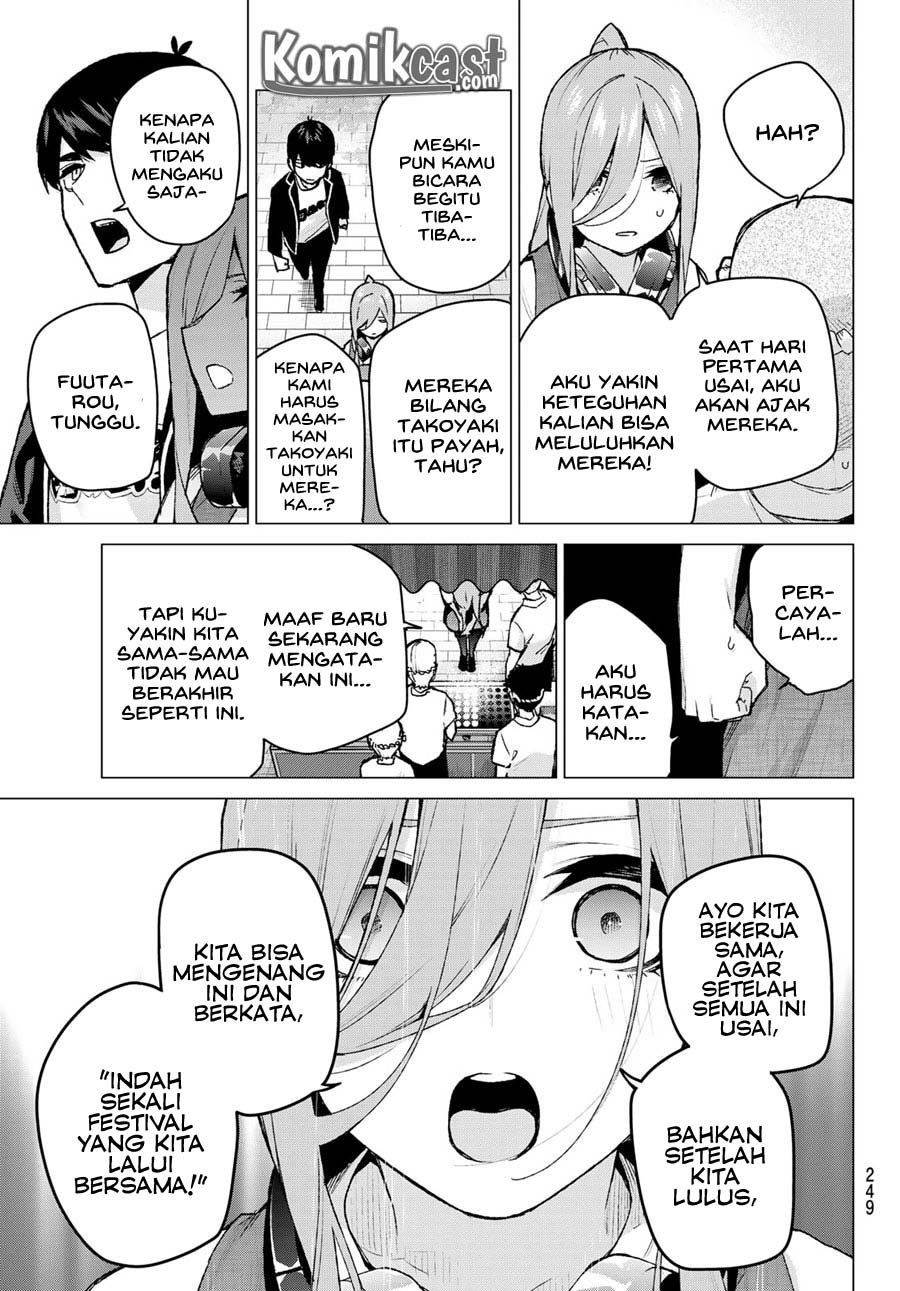 Komikcast
.com
HAH?
SAAT HARI
PERTAMA
USAI, AKU
AKAN AJAK
MEREKA.
AKU YAKIN
KETEGUHAN
KALIAN BISA
MELULUHKAN
MEREKA!
MESKI-
PUN KAMU
BICARA
BEGITU
TIBA-
TIBA...
MEREKA
BILANG
TAKOYAKI
ITU PAYAH,
TAHU?
KENAPA
KAMI
HARUS
MASAK-
KAN
TAKOYAKI
UNTUK
MERE-
KA...?
KENAPA
KALIAN
TIDAK
MENGAKU
SAJA-
FUUTA-
ROU,
TUNGGU.
PER-
CAYA-
LAH...
AKU
HARUS
KATA-
KAN...
MAAF BARU
SEKARANG
MENGATA-
KAN INI...
TAPI KU-
YAKIN KITA
SAMA-SAMA
TIDAK MAU
BERAKHIR
SEPERTI INI.
AYO KITA
BEKERJA
SAMA,
AGAR
SETELAH
SEMUA INI
USAI,
BAHKAN
SETELAH
KITA
LULUS,
KITA BISA
MENGENANG
INI DAN
BERKATA,
"INDAH
SEKALI
FESTIVAL
YANG KITA
LALUI
BERSAMA!"
249